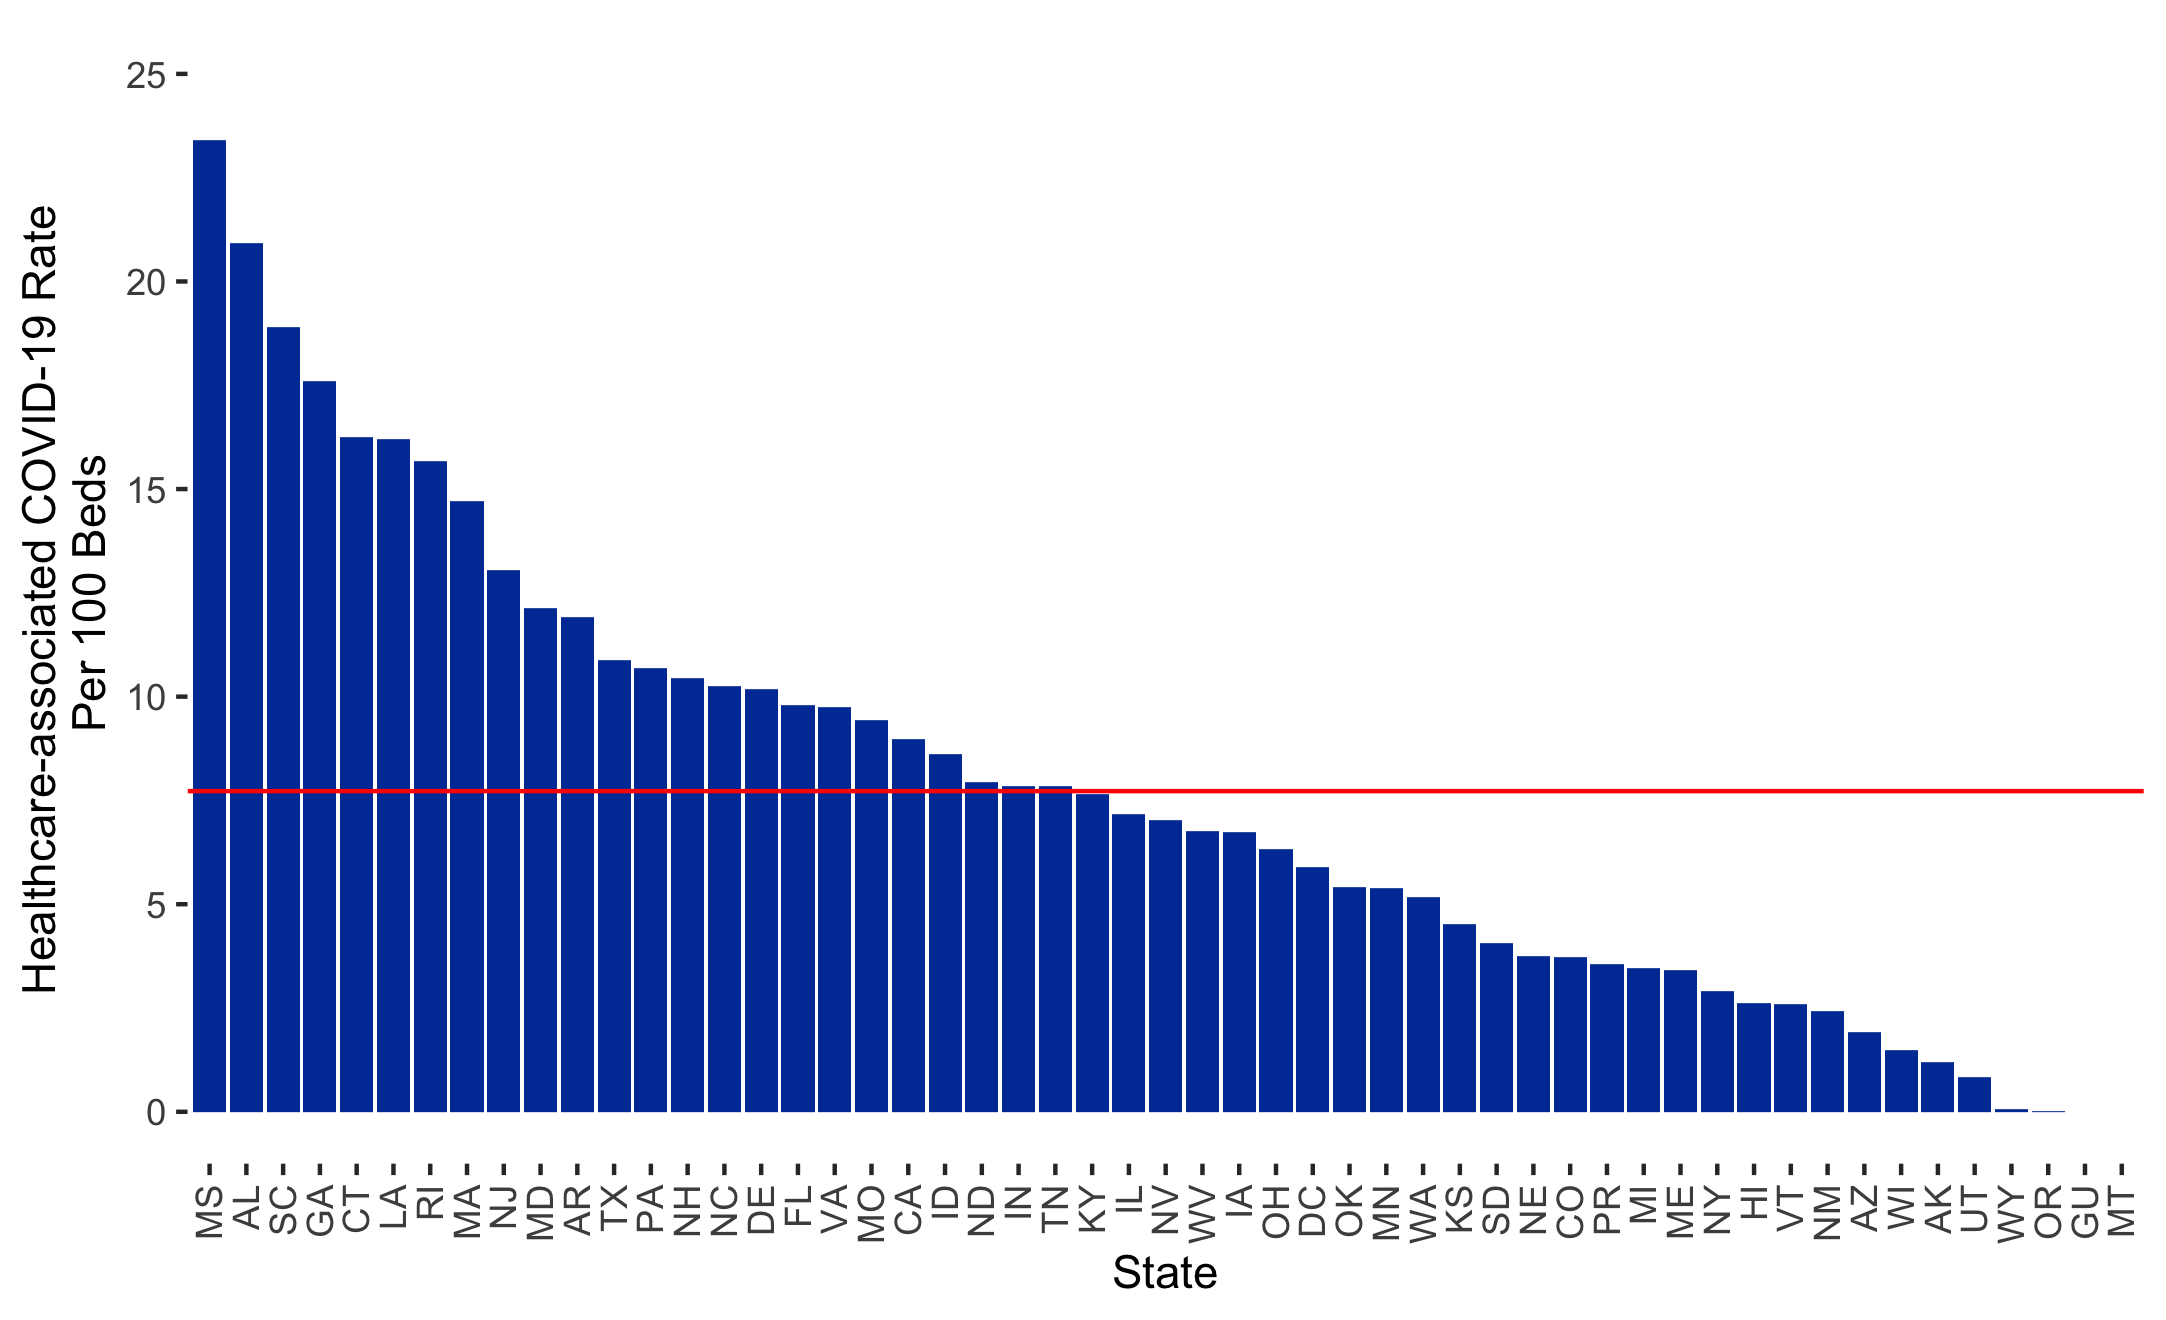 Healthcare-associated COVID-19 Rate
Per 100 Beds
25
20
15
10
5
0
MS AL SC GA CT LA RI MA NJ MD AR TX PA NH NC DE FL VA MO CA ID ND IN TN KY IL NV WV IA OH DC OK MN WA KS SD NE CO PR MI ME NY HI VT NM AZ WI AK UT WY OR GU MT
State